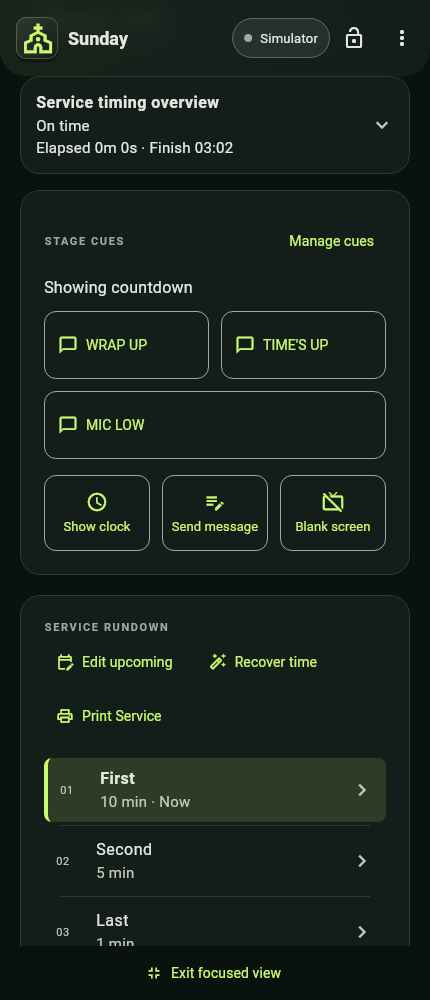 Sunday
Simulator
Service timing overview
On time
Elapsed 0m 0s · Finish 03:02
STAGE CUES
Manage cues
Showing countdown
WRAP UP
TIME'S UP
MIC LOW
Show clock
Send message
Blank screen
SERVICE RUNDOWN
Edit upcoming
Recover time
Print Service
01
First
10 min · Now
02
Second
5 min
03
Last
1 min
Exit focused view